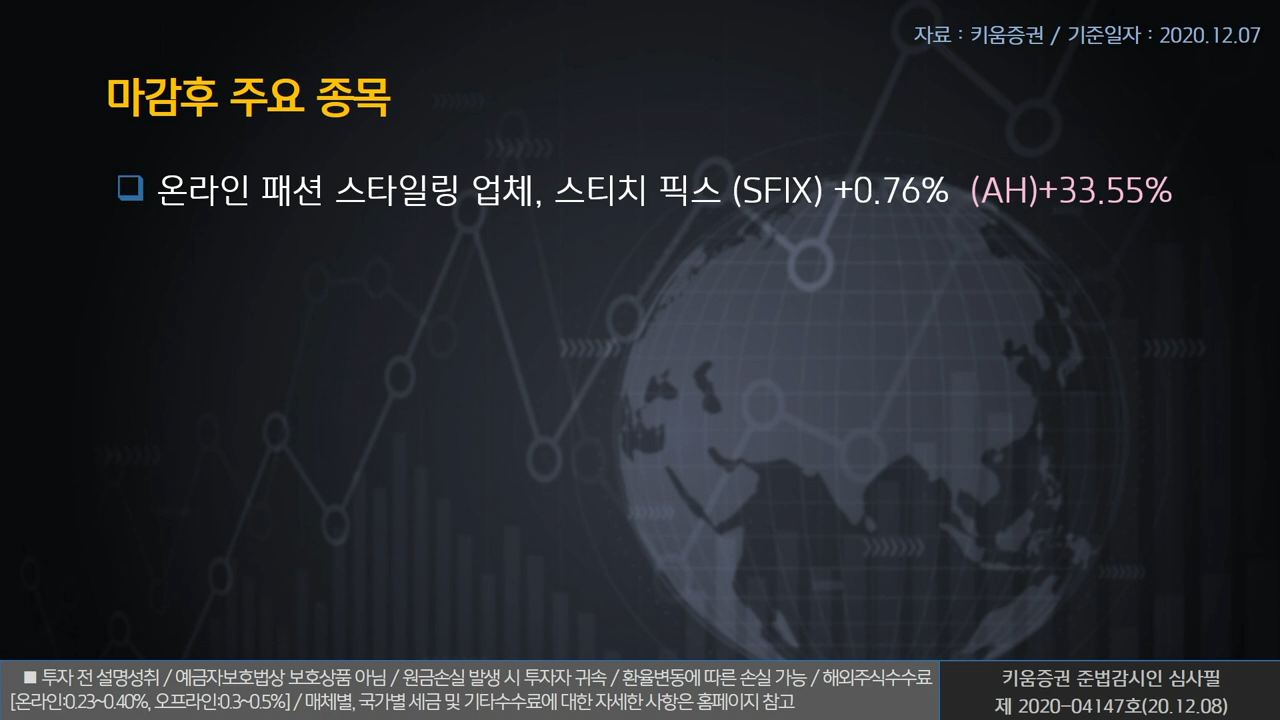 자료 : 키움증권 / 기준일자 : 2020.12.07
마감후 주요 종목
❑ 온라인 패션 스타일링 업체, 스티치 픽스 (SFIX) +0.76% (AH)+33.55%
■ 투자 전 설명청취 / 예금자보호법상 보호상품 아님 / 원금손실 발생 시 투자자 귀속 / 환율변동에 따른 손실 가능 / 해외주식수수료
[온라인:0.23~0.40%, 오프라인:0.3~0.5%] / 매체별, 국가별 세금 및 기타수수료에 대한 자세한 사항은 홈페이지 참고
키움증권 준법감시인 심사필
제 2020-04147호(20.12.08)